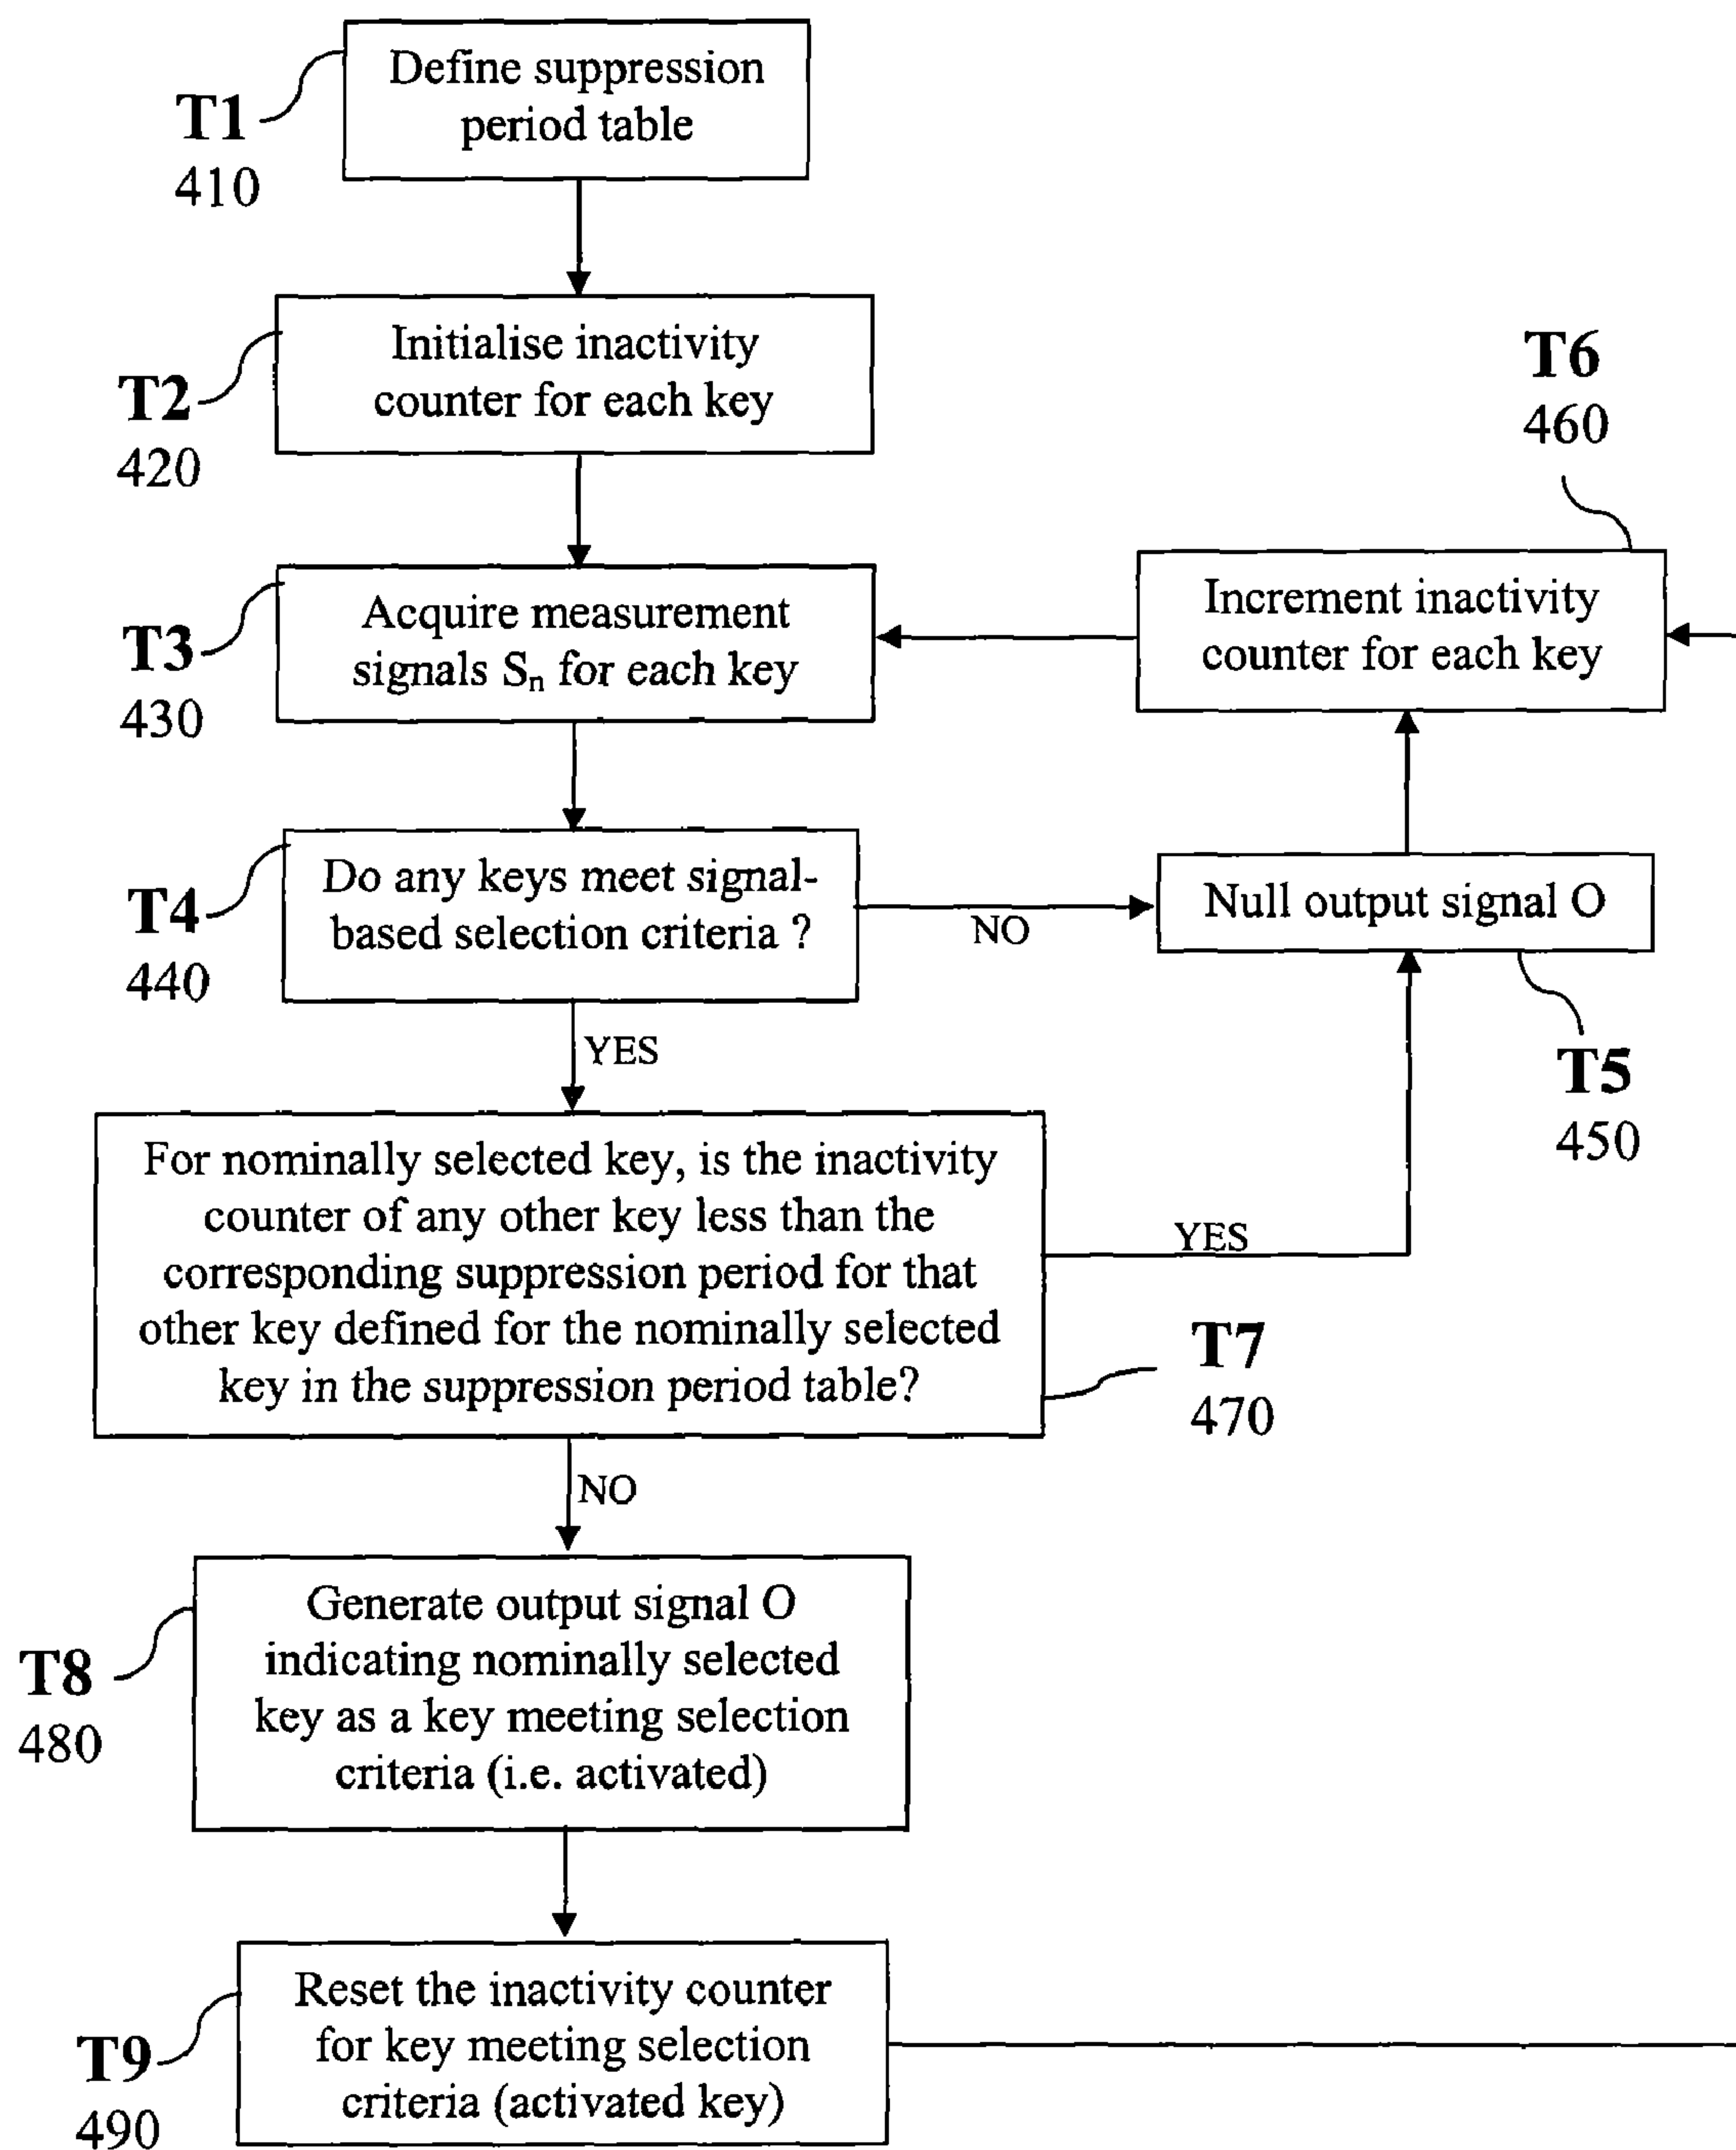 Define suppression
period table
T1
410
Initialise inactivity
counter for each key
T2
420
T6
460
Acquire measurement
signals Sₙ for each key
T3
430
Increment inactivity
counter for each key
Do any keys meet signal-
based selection criteria ?
T4
440
NO
Null output signal O
T5
450
YES
For nominally selected key, is the inactivity
counter of any other key less than the
corresponding suppression period for that
other key defined for the nominally selected
key in the suppression period table?
YES
T7
470
NO
Generate output signal O
indicating nominally selected
key as a key meeting selection
criteria (i.e. activated)
T8
480
Reset the inactivity counter
for key meeting selection
criteria (activated key)
T9
490